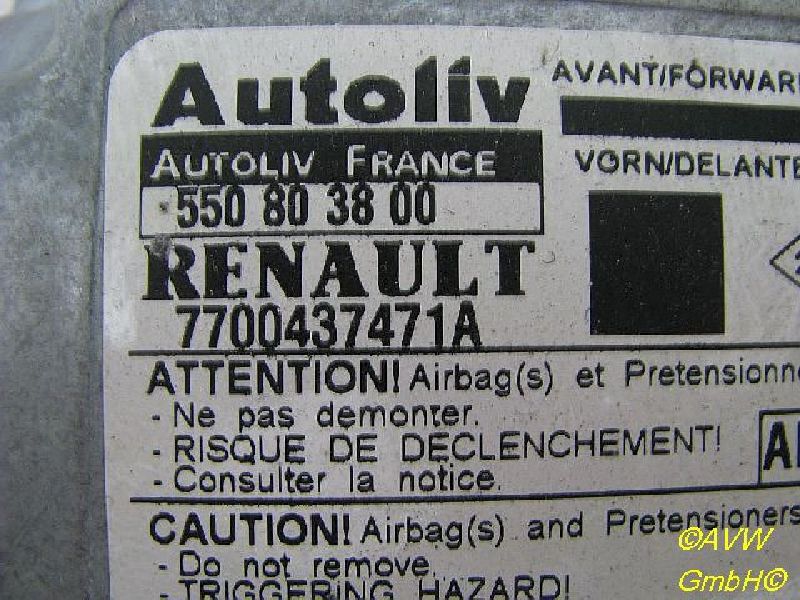 Autoliv
AVANT/FORWAR
AUTOLIV FRANCE
VORN/DELANTE
550 80 38 00
RENAULT
7700437471A
ATTENTION! Airbag(s) et Pretensionn
- Ne pas demonter.
- RISQUE DE DECLENCHEMENT!
- Consulter la notice.
CAUTION! Airbag(s) and Pretensioners
- Do not remove.
- TRIGGERING HAZARD!
©AVW
GmbH©